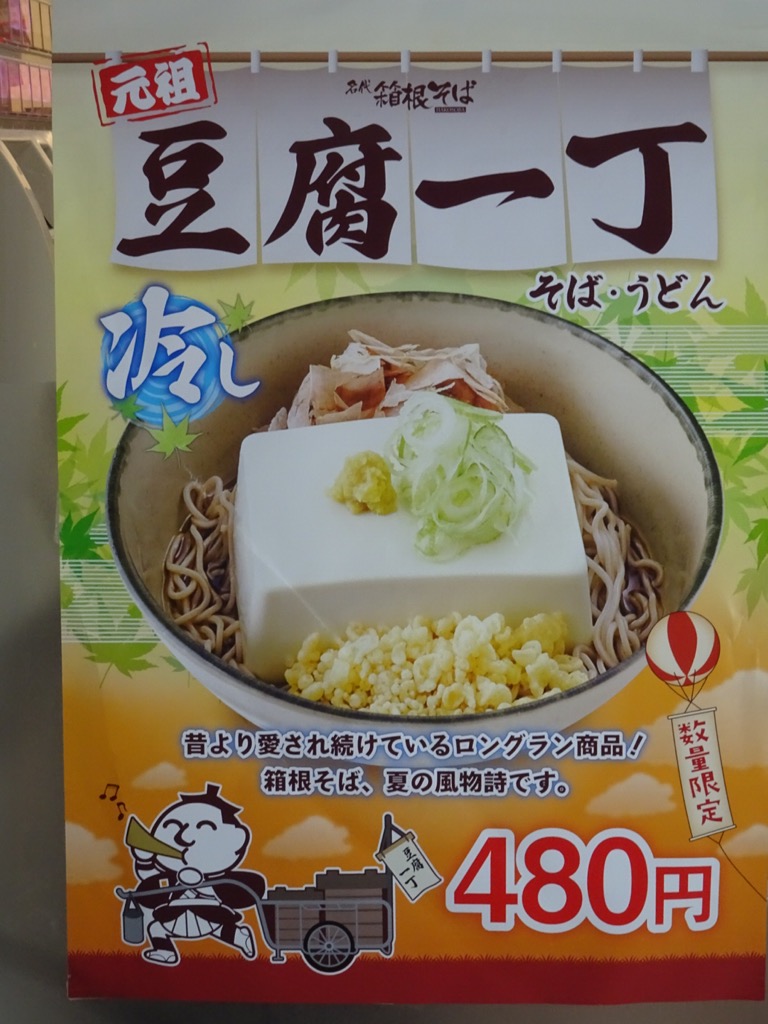 元祖
名代 箱根そば
豆腐一丁
そば・うどん
冷し
昔より愛され続けているロングラン商品!
箱根そば、夏の風物詩です。
数量限定
豆腐一丁
480円